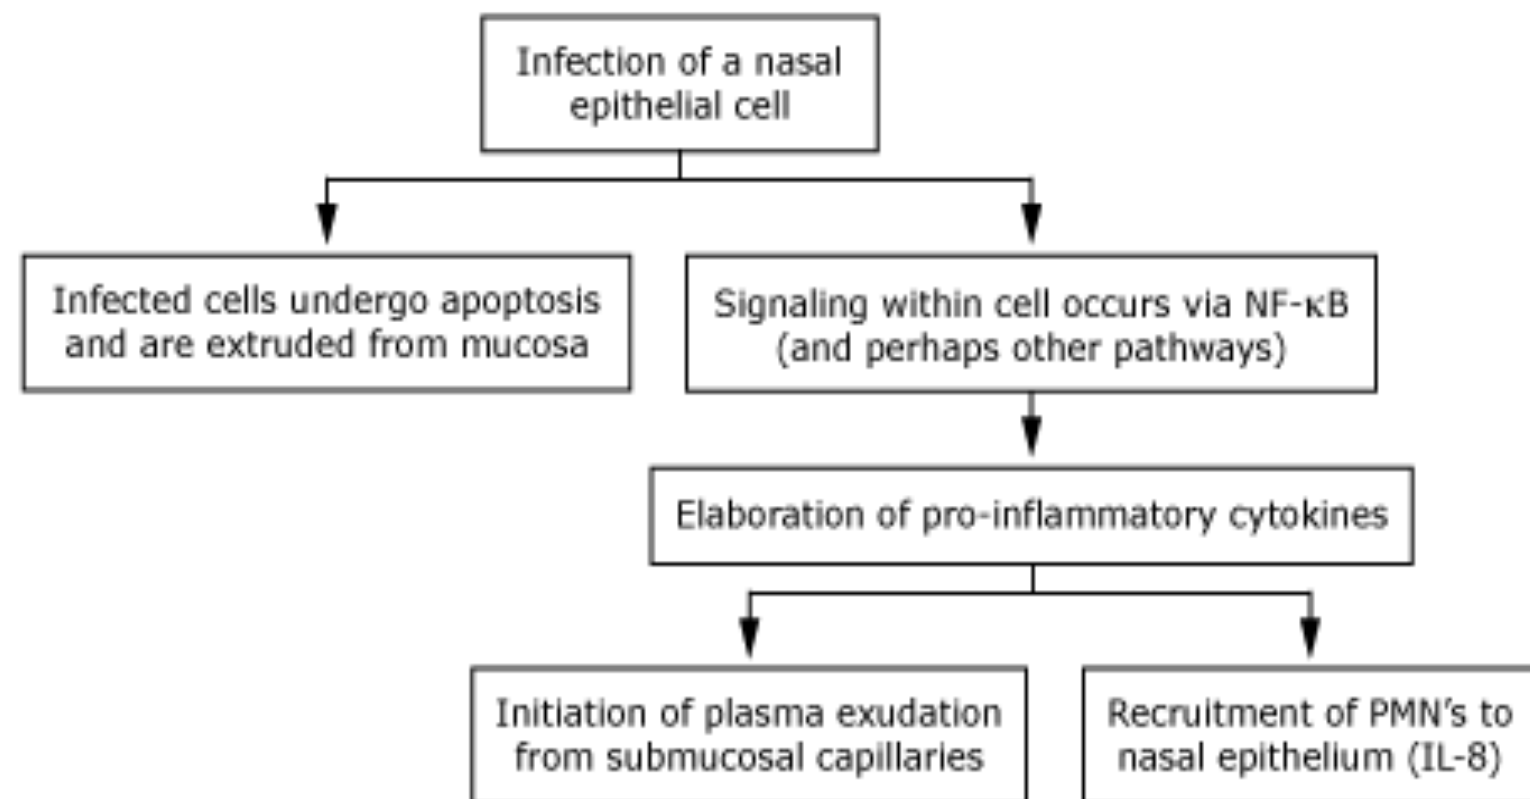 Infection of a nasal
epithelial cell
Infected cells undergo apoptosis
and are extruded from mucosa
Signaling within cell occurs via NF-κB
(and perhaps other pathways)
Elaboration of pro-inflammatory cytokines
Initiation of plasma exudation
from submucosal capillaries
Recruitment of PMN's to
nasal epithelium (IL-8)